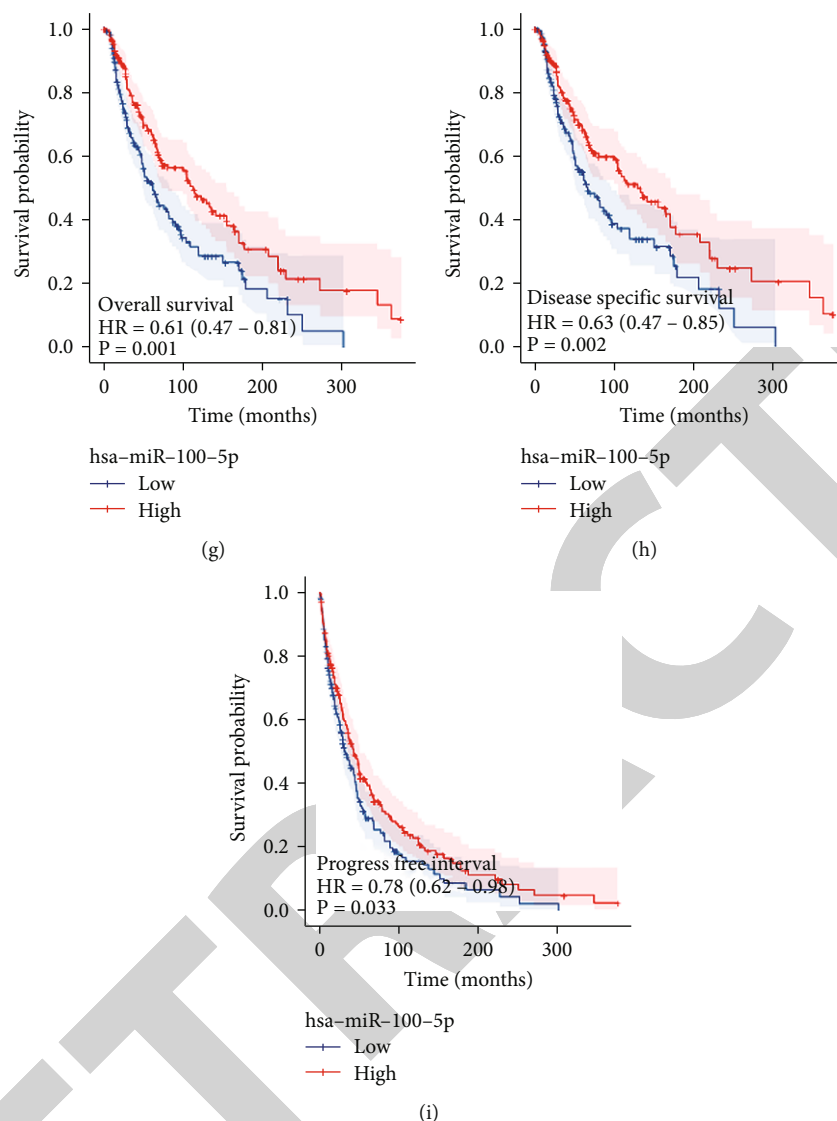 1.0
0.8
0.6
0.4
0.2
0.0
Survival probability
Overall survival
HR = 0.61 (0.47 – 0.81)
P = 0.001
0 100 200 300
Time (months)
hsa–miR–100–5p
Low
High
(g)
1.0
0.8
0.6
0.4
0.2
0.0
Survival probability
Disease specific survival
HR = 0.63 (0.47 – 0.85)
P = 0.002
0 100 200 300
Time (months)
hsa–miR–100–5p
Low
High
(h)
1.0
0.8
0.6
0.4
0.2
0.0
Survival probability
Progress free interval
HR = 0.78 (0.62 – 0.98)
P = 0.033
0 100 200 300
Time (months)
hsa–miR–100–5p
Low
High
(i)